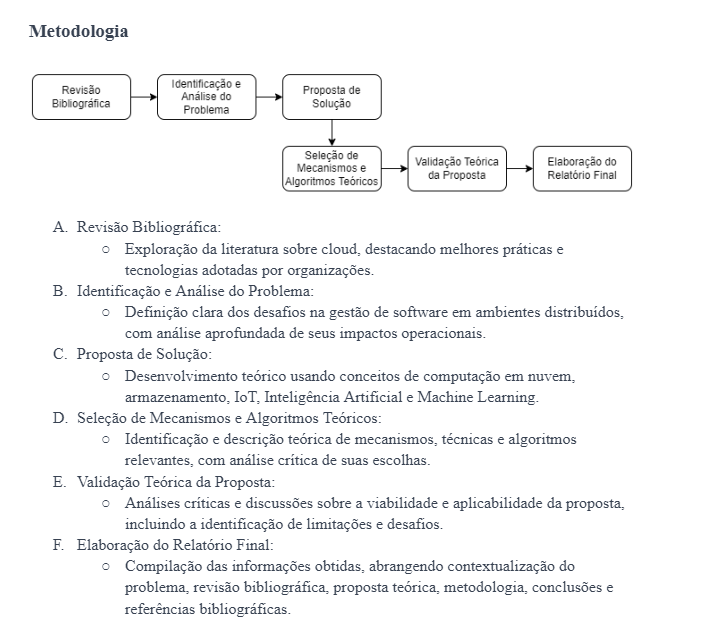 Metodologia
Revisão
Bibliográfica
Identificação e
Análise do
Problema
Proposta de
Solução
Seleção de
Mecanismos e
Algoritmos Teóricos
Validação Teórica
da Proposta
Elaboração do
Relatório Final
A. Revisão Bibliográfica:
○ Exploração da literatura sobre cloud, destacando melhores práticas e
tecnologias adotadas por organizações.
B. Identificação e Análise do Problema:
○ Definição clara dos desafios na gestão de software em ambientes distribuídos,
com análise aprofundada de seus impactos operacionais.
C. Proposta de Solução:
○ Desenvolvimento teórico usando conceitos de computação em nuvem,
armazenamento, IoT, Inteligência Artificial e Machine Learning.
D. Seleção de Mecanismos e Algoritmos Teóricos:
○ Identificação e descrição teórica de mecanismos, técnicas e algoritmos
relevantes, com análise crítica de suas escolhas.
E. Validação Teórica da Proposta:
○ Análises críticas e discussões sobre a viabilidade e aplicabilidade da proposta,
incluindo a identificação de limitações e desafios.
F. Elaboração do Relatório Final:
○ Compilação das informações obtidas, abrangendo contextualização do
problema, revisão bibliográfica, proposta teórica, metodologia, conclusões e
referências bibliográficas.